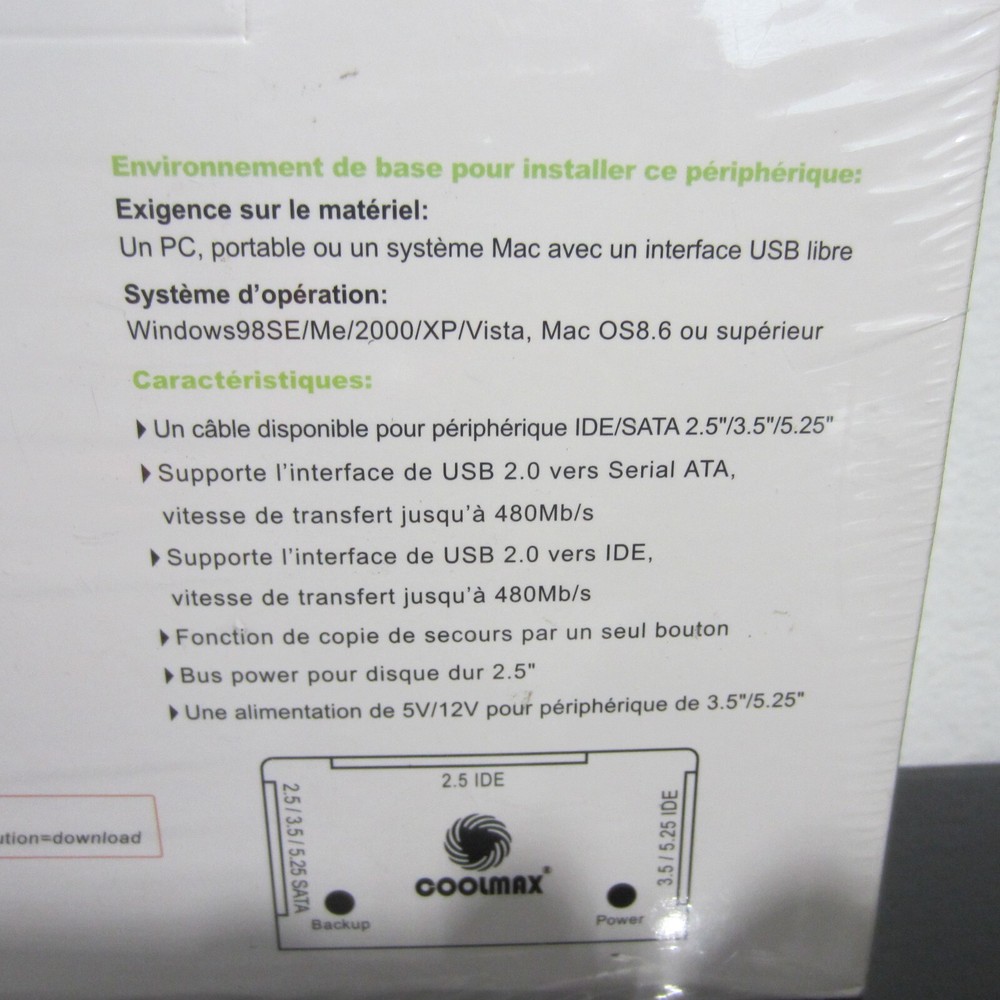 Environnement de base pour installer ce périphérique:
Exigence sur le matériel:
Un PC, portable ou un système Mac avec un interface USB libre
Système d'opération:
Windows98SE/Me/2000/XP/Vista, Mac OS8.6 ou supérieur
Caractéristiques:
Un câble disponible pour périphérique IDE/SATA 2.5"/3.5"/5.25"
Supporte l'interface de USB 2.0 vers Serial ATA,
vitesse de transfert jusqu'à 480Mb/s
Supporte l'interface de USB 2.0 vers IDE,
vitesse de transfert jusqu'à 480Mb/s
Fonction de copie de secours par un seul bouton
Bus power pour disque dur 2.5"
Une alimentation de 5V/12V pour périphérique de 3.5"/5.25"
2.5 IDE
2.5 / 3.5 / 5.25 SATA
3.5 / 5.25 IDE
COOLMAX®
Backup
Power
ution=download